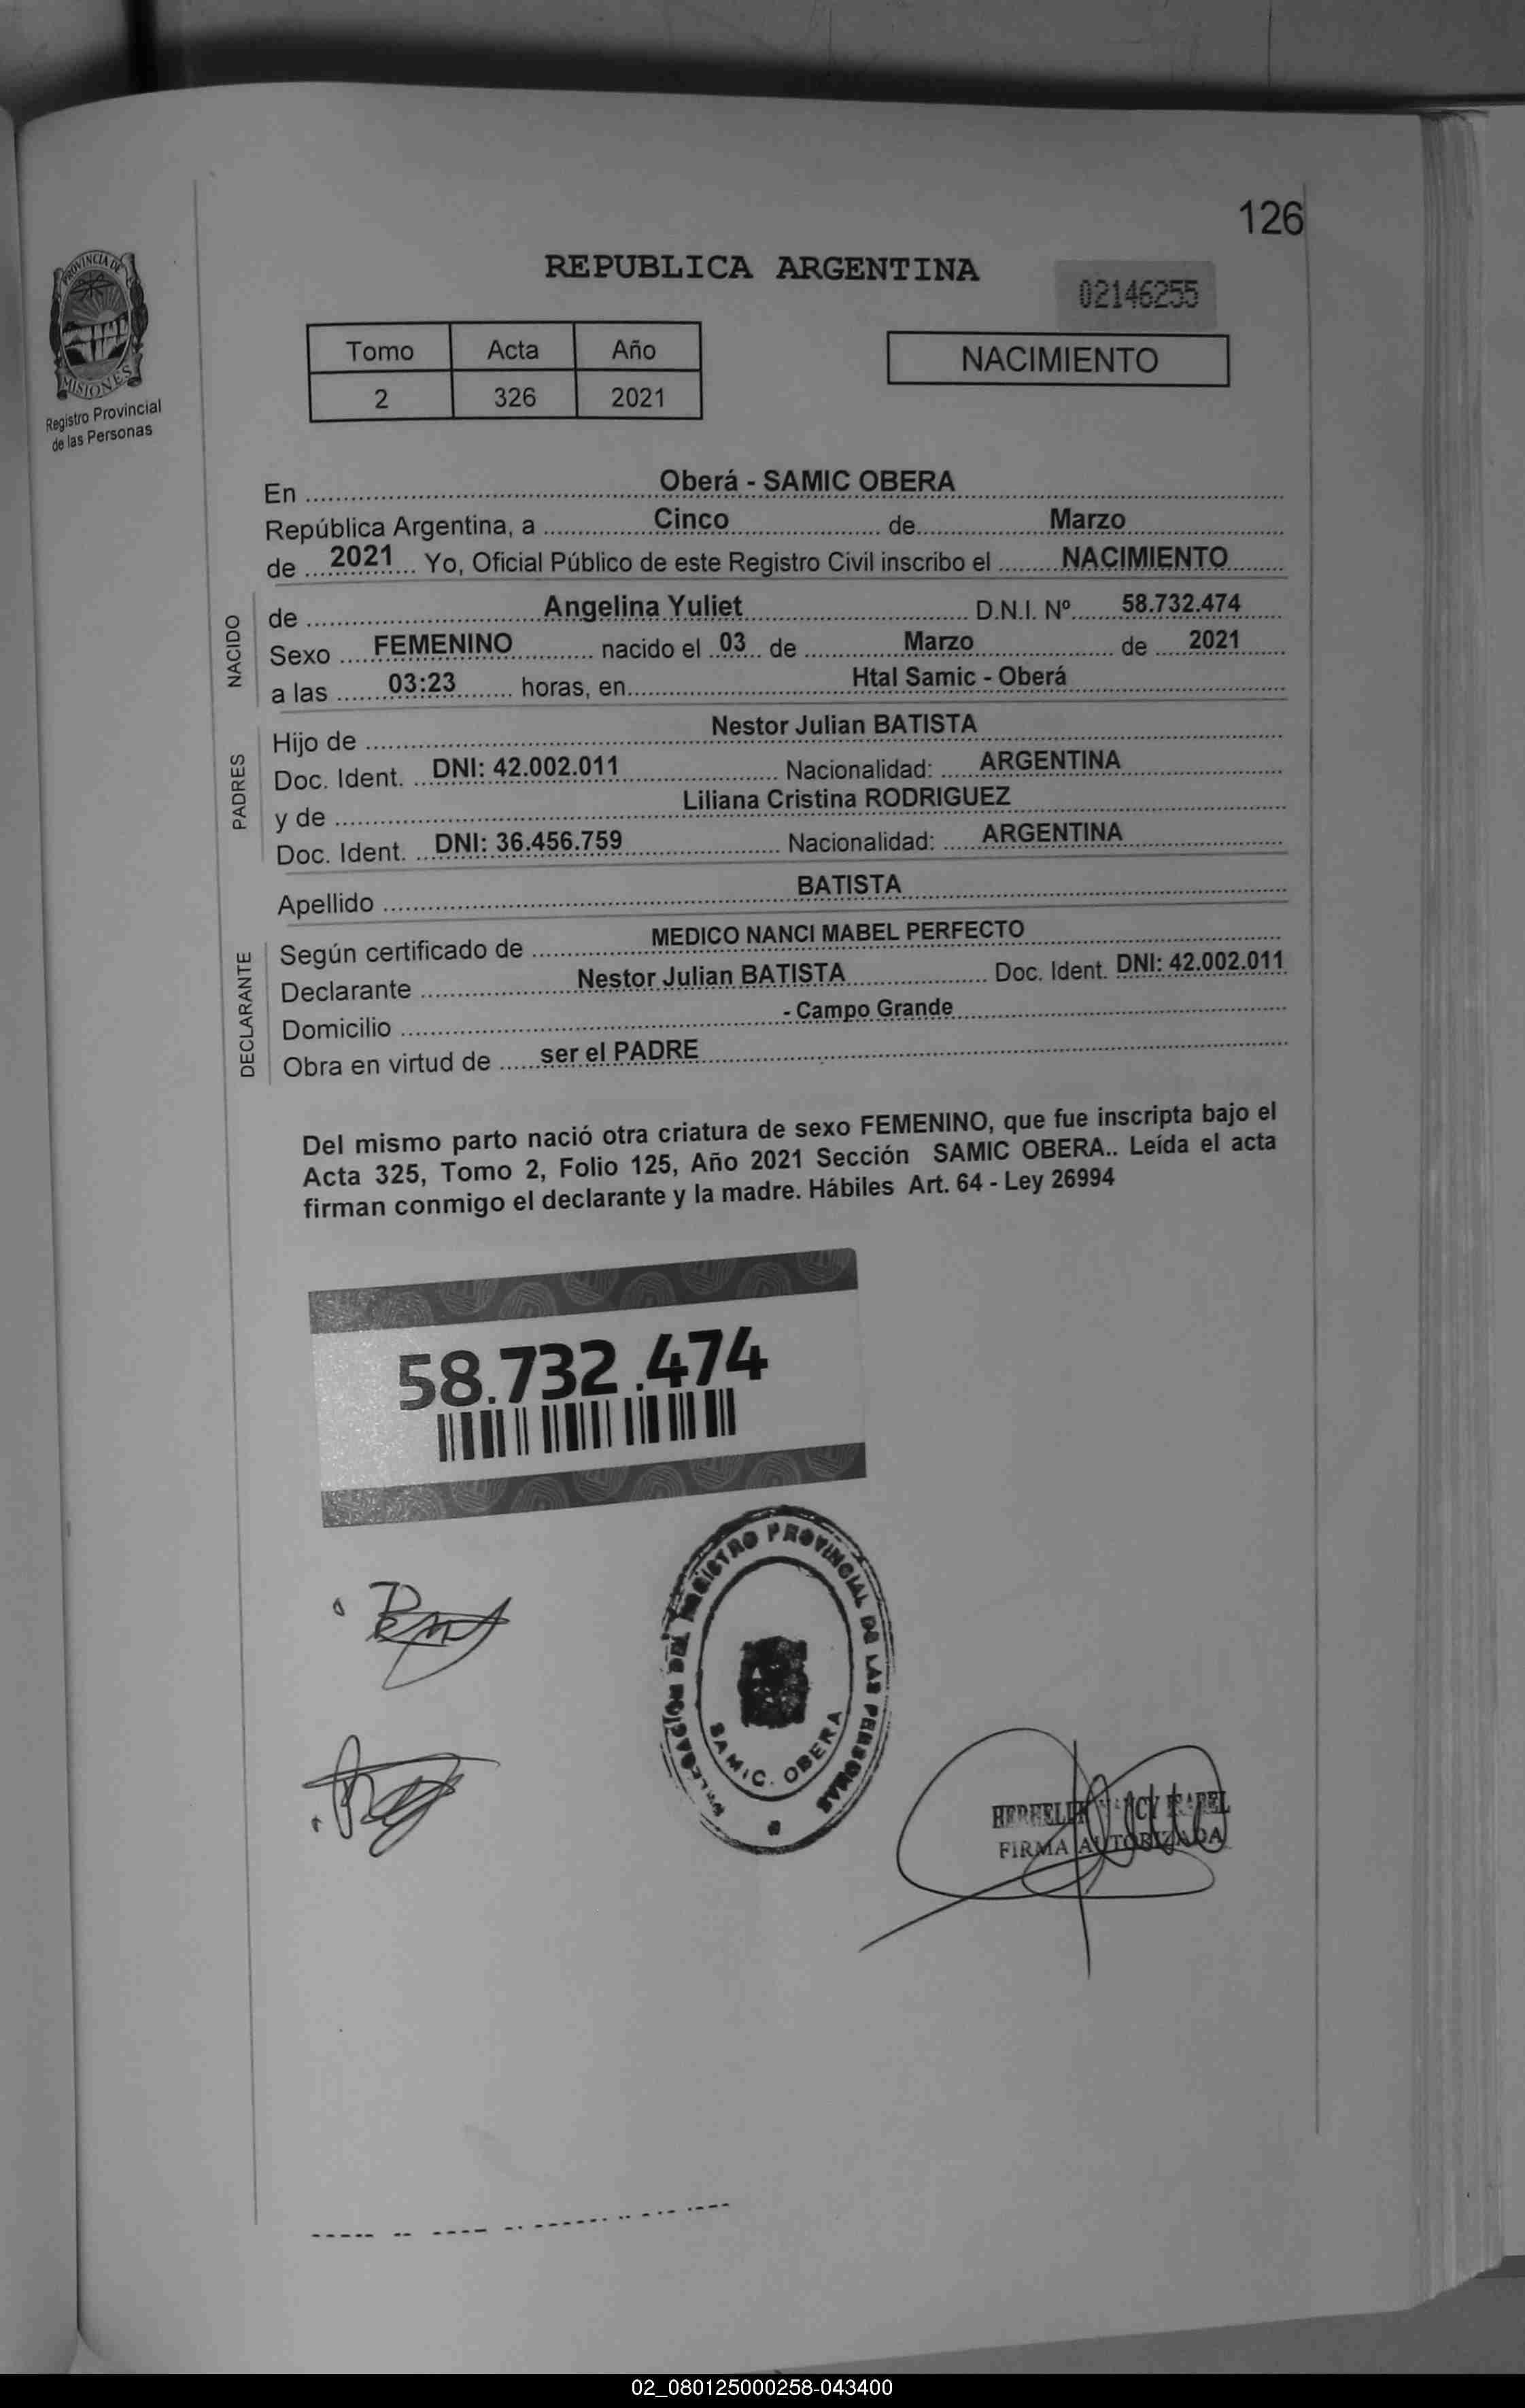 126
REPUBLICA ARGENTINA
02146255
Tomo Acta Año
2 326 2021
NACIMIENTO
PROVINCIA DE
MISIONES
Registro Provincial
de las Personas
En Oberá - SAMIC OBERA
República Argentina, a Cinco de Marzo
de 2021 Yo, Oficial Público de este Registro Civil inscribo el NACIMIENTO
NACIDO
de Angelina Yuliet D.N.I. Nº 58.732.474
Sexo FEMENINO nacido el 03 de Marzo de 2021
a las 03:23 horas, en Htal Samic - Oberá
PADRES
Hijo de Nestor Julian BATISTA
Doc. Ident. DNI: 42.002.011 Nacionalidad: ARGENTINA
y de Liliana Cristina RODRIGUEZ
Doc. Ident. DNI: 36.456.759 Nacionalidad: ARGENTINA
Apellido BATISTA
DECLARANTE
Según certificado de MEDICO NANCI MABEL PERFECTO
Declarante Nestor Julian BATISTA Doc. Ident. DNI: 42.002.011
Domicilio - Campo Grande
Obra en virtud de ser el PADRE
Del mismo parto nació otra criatura de sexo FEMENINO, que fue inscripta bajo el
Acta 325, Tomo 2, Folio 125, Año 2021 Sección SAMIC OBERA.. Leída el acta
firman conmigo el declarante y la madre. Hábiles Art. 64 - Ley 26994
58.732.474
DEL REGISTRO PROVINCIAL DE LAS PERSONAS
SAMIC. OBERA
FIRMA AUTORIZADA
02_080125000258-043400